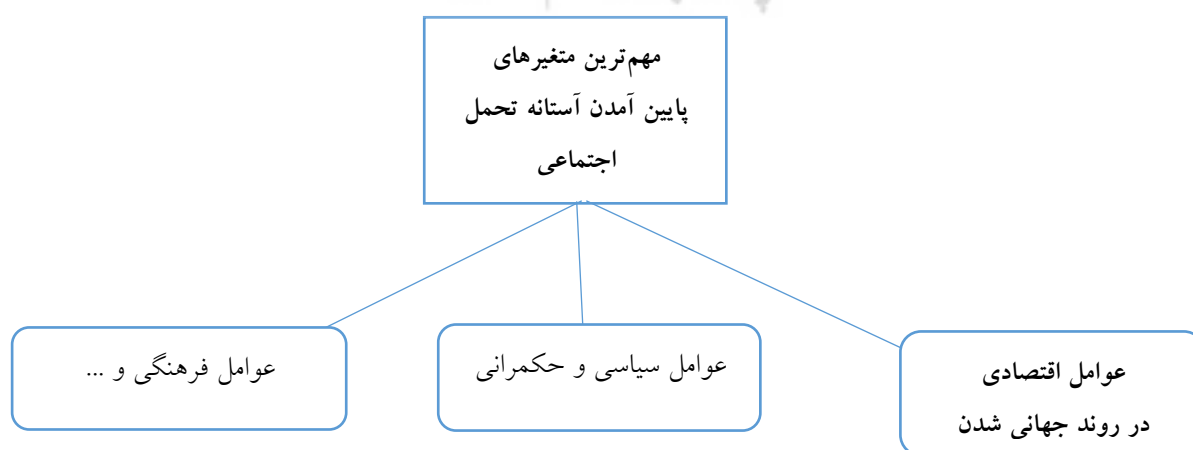 مهم‌ترین متغیرهای
پایین آمدن آستانه تحمل
اجتماعی
عوامل اقتصادی
در روند جهانی شدن
عوامل سیاسی و حکمرانی
عوامل فرهنگی و ...